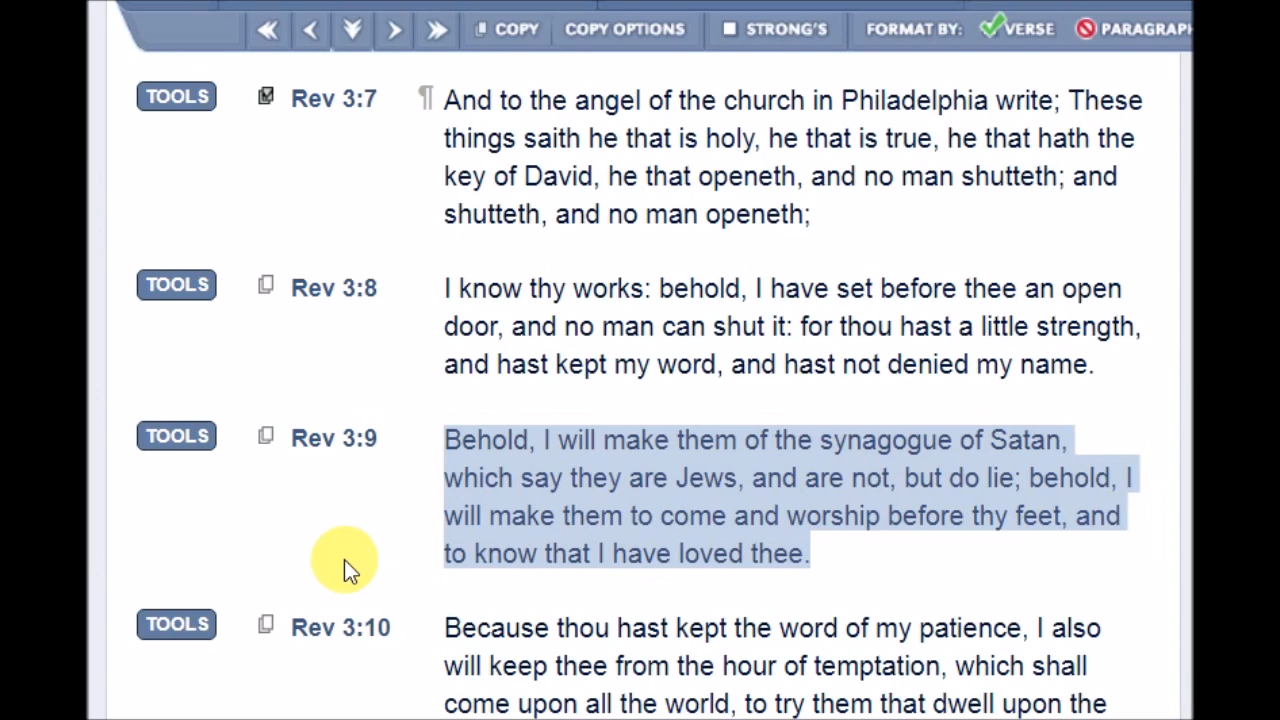 COPY COPY OPTIONS STRONG'S FORMAT BY: VERSE PARAGRAPH
TOOLS Rev 3:7 ¶ And to the angel of the church in Philadelphia write; These
things saith he that is holy, he that is true, he that hath the
key of David, he that openeth, and no man shutteth; and
shutteth, and no man openeth;
TOOLS Rev 3:8 I know thy works: behold, I have set before thee an open
door, and no man can shut it: for thou hast a little strength,
and hast kept my word, and hast not denied my name.
TOOLS Rev 3:9 Behold, I will make them of the synagogue of Satan,
which say they are Jews, and are not, but do lie; behold, I
will make them to come and worship before thy feet, and
to know that I have loved thee.
TOOLS Rev 3:10 Because thou hast kept the word of my patience, I also
will keep thee from the hour of temptation, which shall
come upon all the world, to try them that dwell upon the